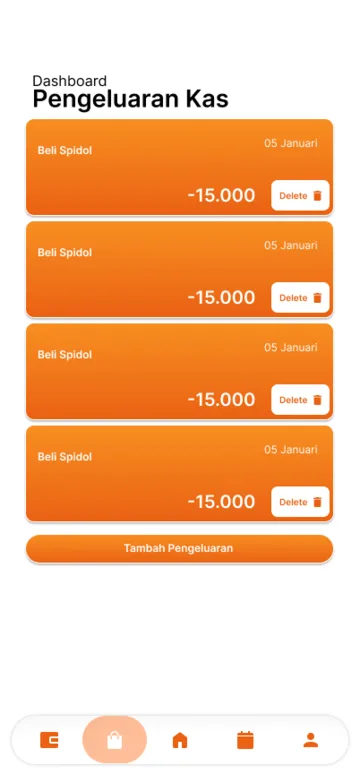 Dashboard
Pengeluaran Kas
05 Januari
Beli Spidol
-15.000
Delete
05 Januari
Beli Spidol
-15.000
Delete
05 Januari
Beli Spidol
-15.000
Delete
05 Januari
Beli Spidol
-15.000
Delete
Tambah Pengeluaran